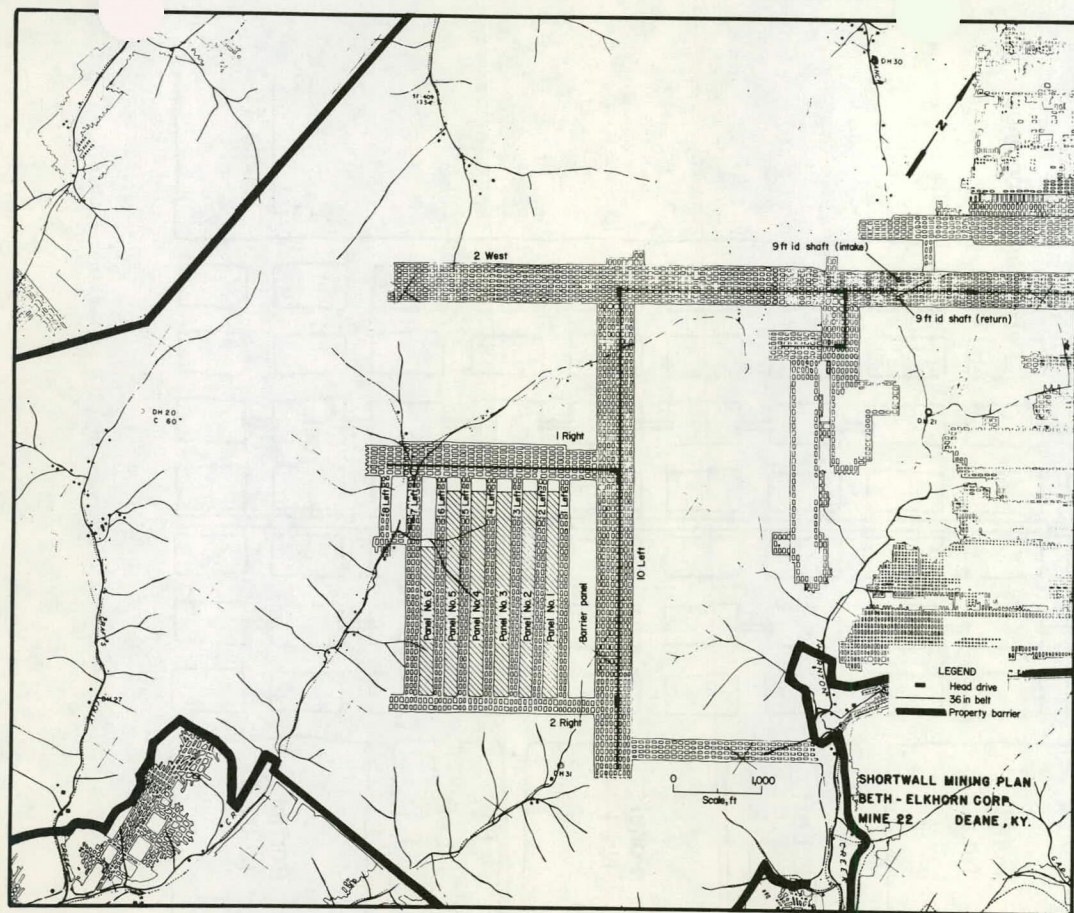 DH 30
N
2 West
9 ft id shaft (intake)
9 ft id shaft (return)
DH 20
C 60
DH 21
1 Right
8 Left
7 Left
6 Left
5 Left
4 Left
3 Left
2 Left
1 Left
10 Left
Panel No. 6
Panel No. 5
Panel No. 4
Panel No. 3
Panel No. 2
Panel No. 1
Barrier panel
DH 27
2 Right
DH 31
LEGEND
Head drive
36 in belt
Property barrier
0 1,000
Scale, ft
SHORTWALL MINING PLAN
BETH - ELKHORN CORP.
MINE 22 DEANE, KY.
CREEK